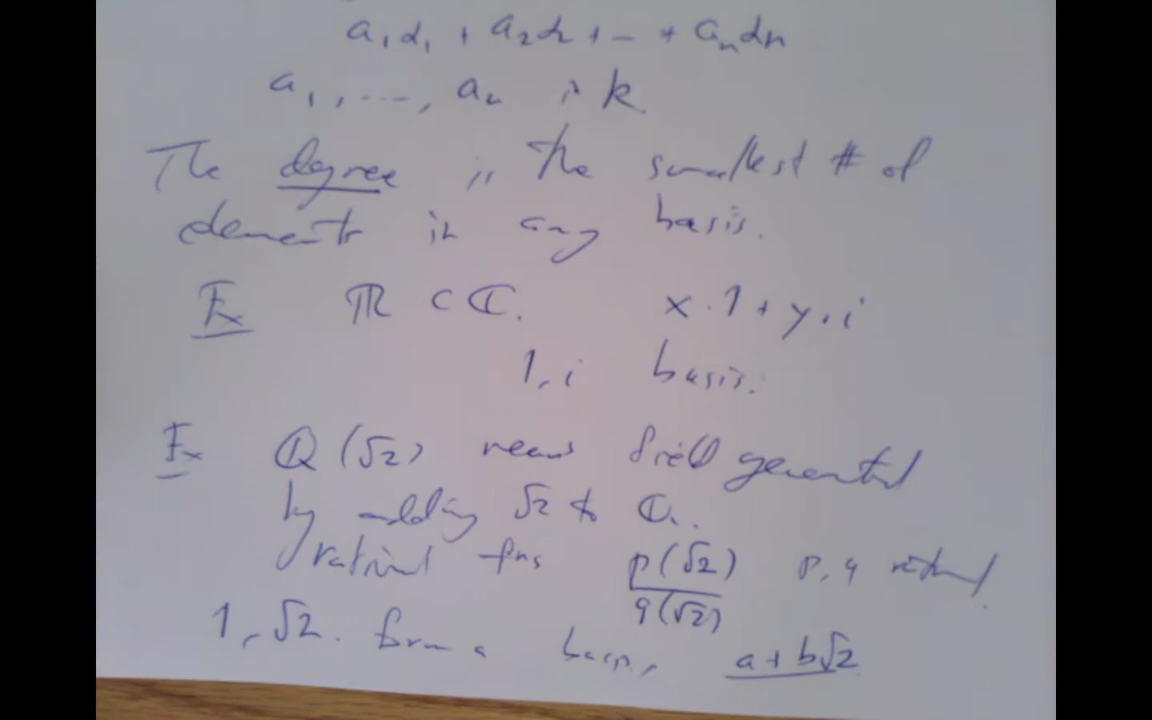 a₁α₁ + a₂α₂ + – + aₙαₙ
a₁, ..., aₙ in k.
The degree is the smallest # of
elements in any basis.
Ex ℝ ⊂ ℂ. x·1 + y·i
1, i basis.
Ex ℚ(√2) means field generated
by adding √2 to ℚ.
rational fns p(√2)/q(√2) p, q rational
1, √2. form a basis, a + b√2